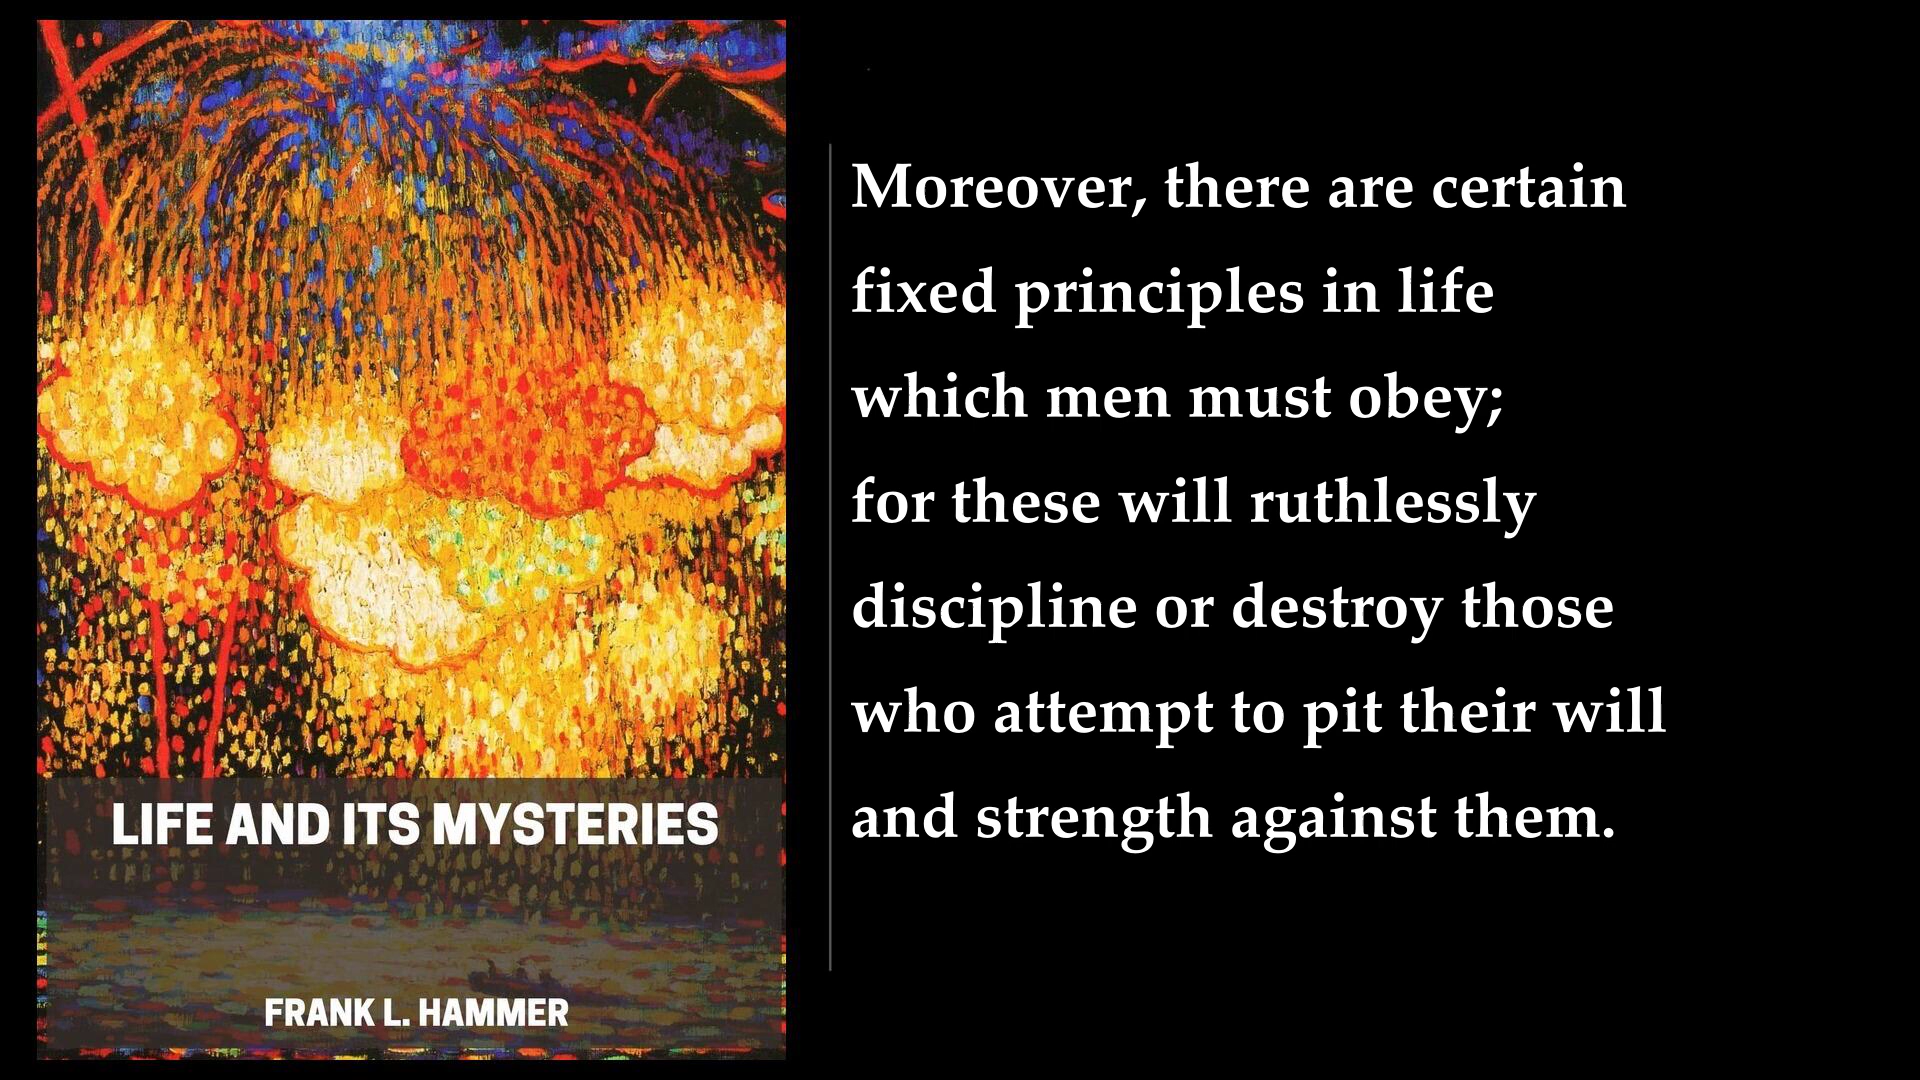 LIFE AND ITS MYSTERIES
FRANK L. HAMMER
Moreover, there are certain
fixed principles in life
which men must obey;
for these will ruthlessly
discipline or destroy those
who attempt to pit their will
and strength against them.